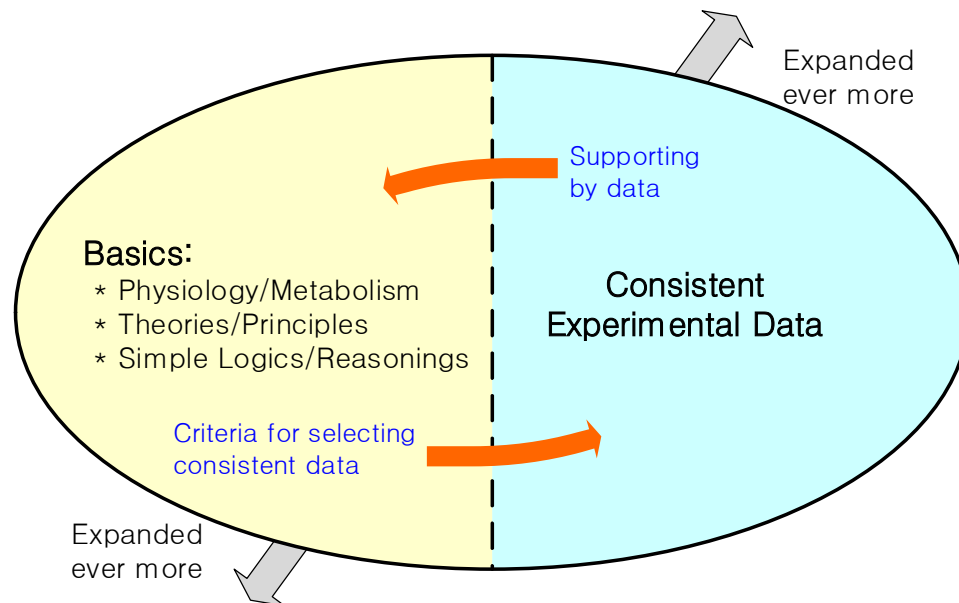 Expanded
ever more
Supporting
by data
Basics:
* Physiology/Metabolism
* Theories/Principles
* Simple Logics/Reasonings
Consistent
Experimental Data
Criteria for selecting
consistent data
Expanded
ever more